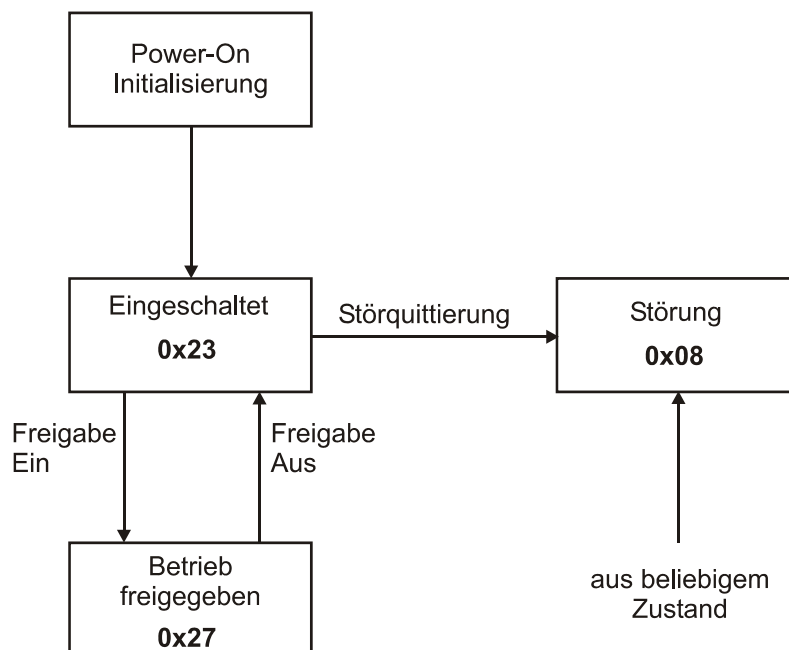 Power-On
Initialisierung
Eingeschaltet
0x23
Störquittierung
Störung
0x08
Freigabe
Ein
Freigabe
Aus
Betrieb
freigegeben
0x27
aus beliebigem
Zustand